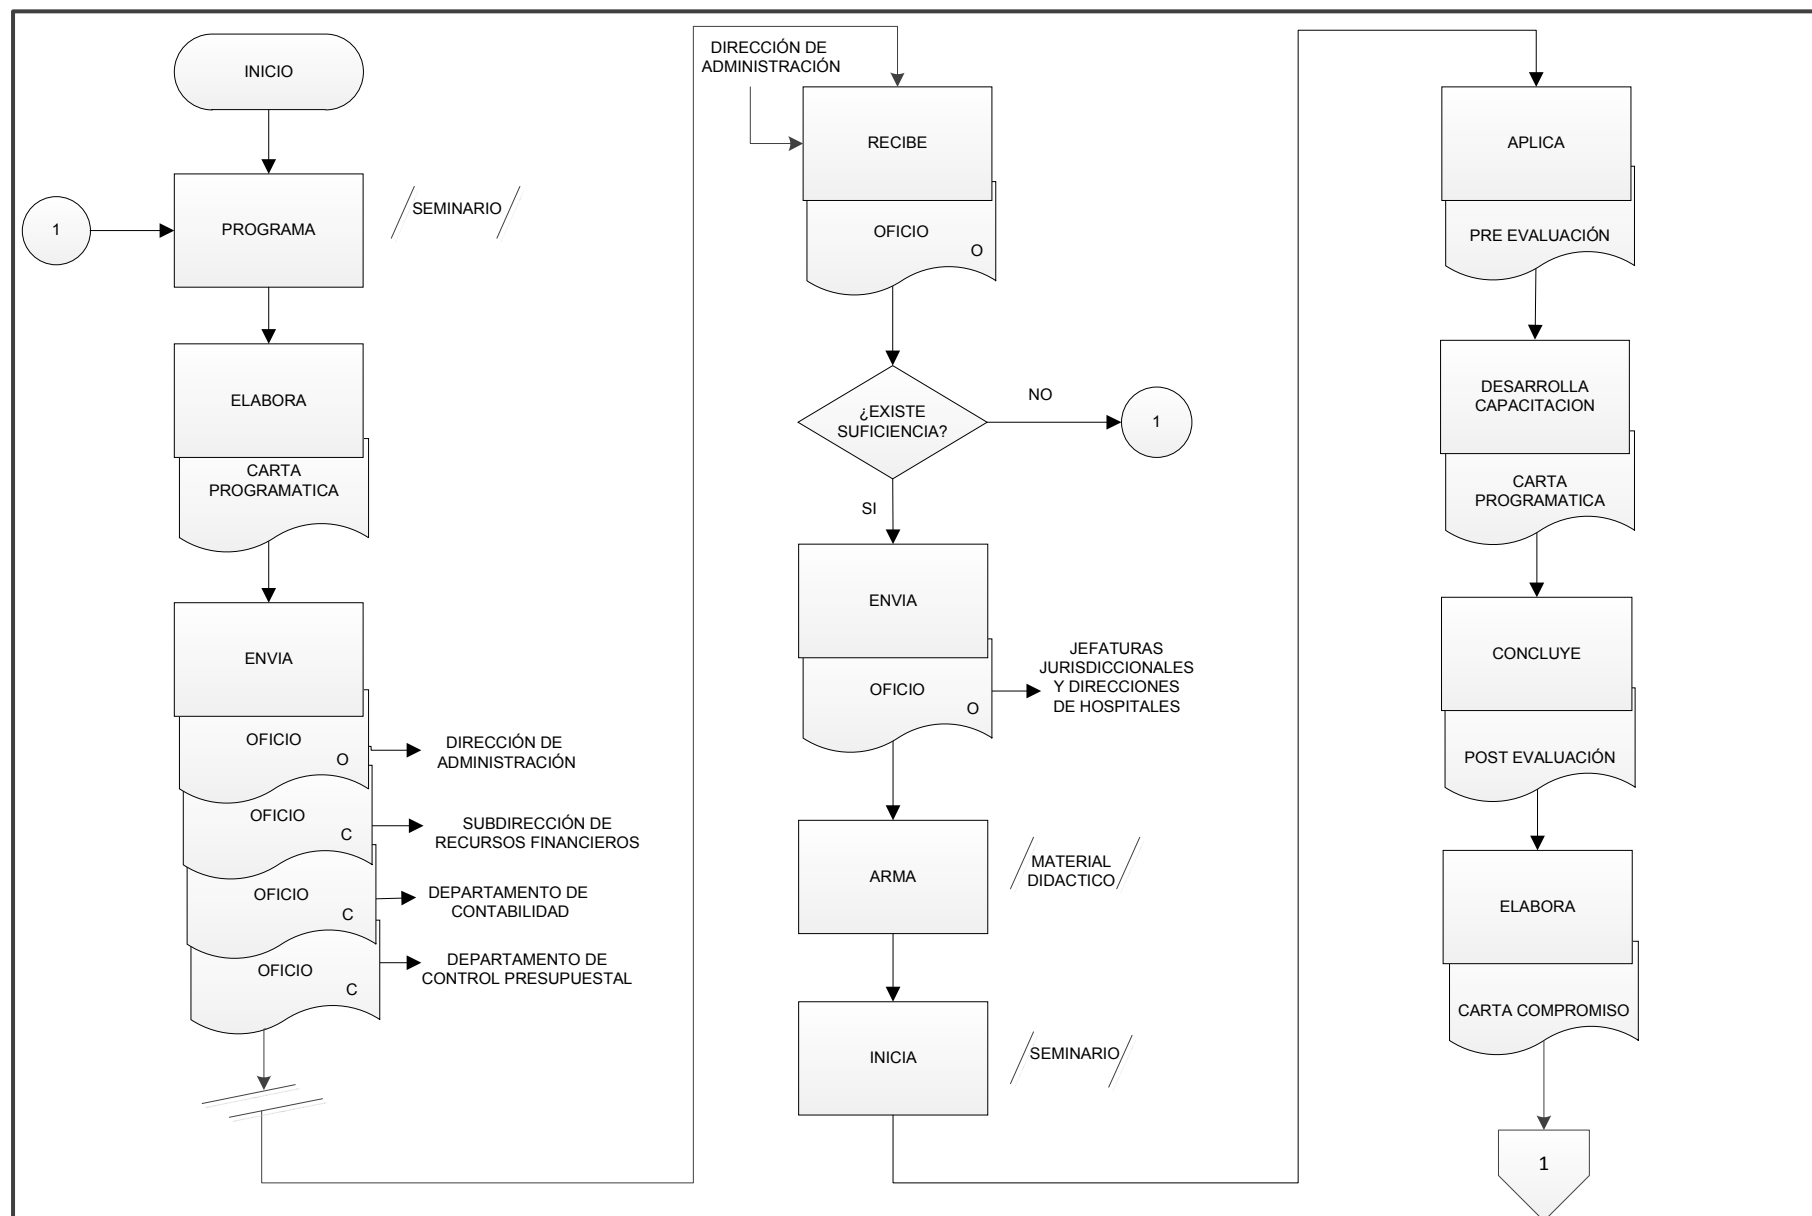 INICIO
1
PROGRAMA
SEMINARIO
ELABORA
CARTA
PROGRAMATICA
ENVIA
OFICIO
O
DIRECCIÓN DE
ADMINISTRACIÓN
OFICIO
C
SUBDIRECCIÓN DE
RECURSOS FINANCIEROS
OFICIO
C
DEPARTAMENTO DE
CONTABILIDAD
OFICIO
C
DEPARTAMENTO DE
CONTROL PRESUPUESTAL
DIRECCIÓN DE
ADMINISTRACIÓN
RECIBE
OFICIO
O
¿EXISTE
SUFICIENCIA?
NO
1
SI
ENVIA
OFICIO
O
JEFATURAS
JURISDICCIONALES
Y DIRECCIONES
DE HOSPITALES
ARMA
MATERIAL
DIDACTICO
INICIA
SEMINARIO
APLICA
PRE EVALUACIÓN
DESARROLLA
CAPACITACION
CARTA
PROGRAMATICA
CONCLUYE
POST EVALUACIÓN
ELABORA
CARTA COMPROMISO
1